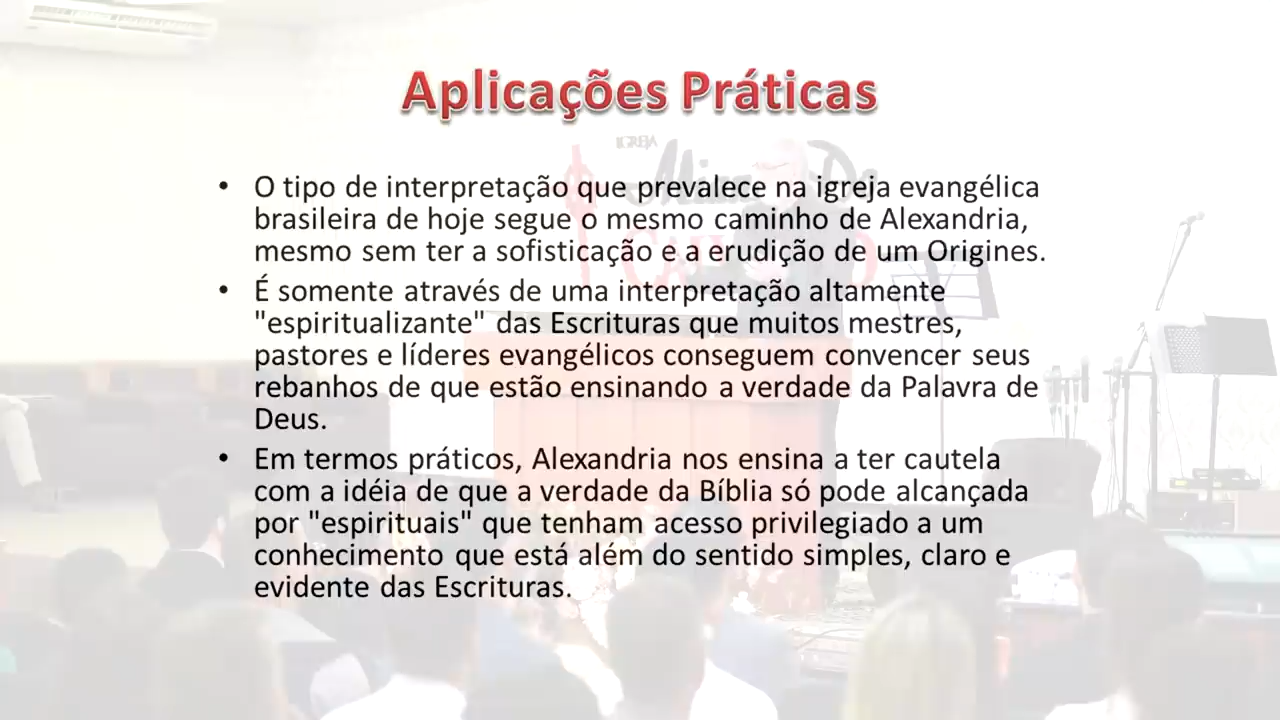 Aplicações Práticas
• O tipo de interpretação que prevalece na igreja evangélica
brasileira de hoje segue o mesmo caminho de Alexandria,
mesmo sem ter a sofisticação e a erudição de um Origines.
• É somente através de uma interpretação altamente
"espiritualizante" das Escrituras que muitos mestres,
pastores e líderes evangélicos conseguem convencer seus
rebanhos de que estão ensinando a verdade da Palavra de
Deus.
• Em termos práticos, Alexandria nos ensina a ter cautela
com a idéia de que a verdade da Bíblia só pode alcançada
por "espirituais" que tenham acesso privilegiado a um
conhecimento que está além do sentido simples, claro e
evidente das Escrituras.
IGREJA